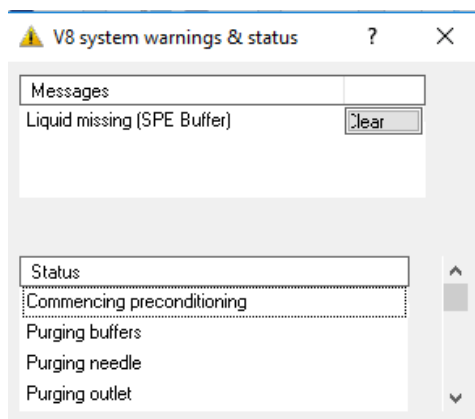 V8 system warnings & status ?
Messages
Liquid missing (SPE Buffer) Clear
Status
Commencing preconditioning
Purging buffers
Purging needle
Purging outlet